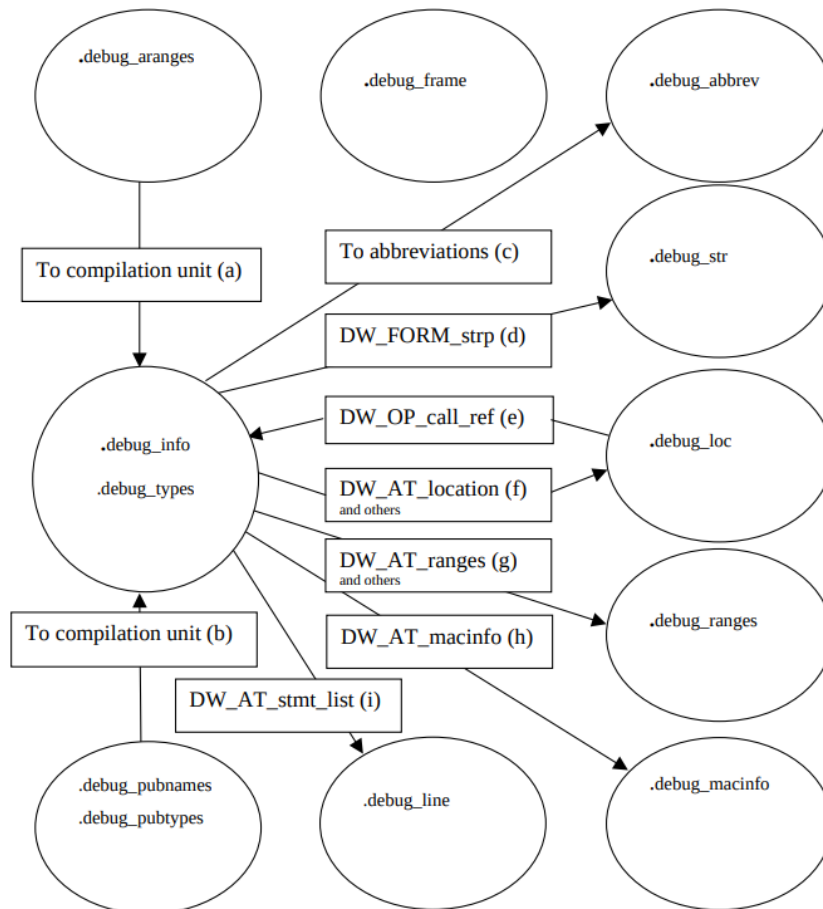 .debug_aranges
.debug_frame
.debug_abbrev
To compilation unit (a)
To abbreviations (c)
.debug_str
DW_FORM_strp (d)
DW_OP_call_ref (e)
.debug_info
.debug_types
.debug_loc
DW_AT_location (f)
and others
DW_AT_ranges (g)
and others
.debug_ranges
To compilation unit (b)
DW_AT_macinfo (h)
DW_AT_stmt_list (i)
.debug_pubnames
.debug_pubtypes
.debug_line
.debug_macinfo